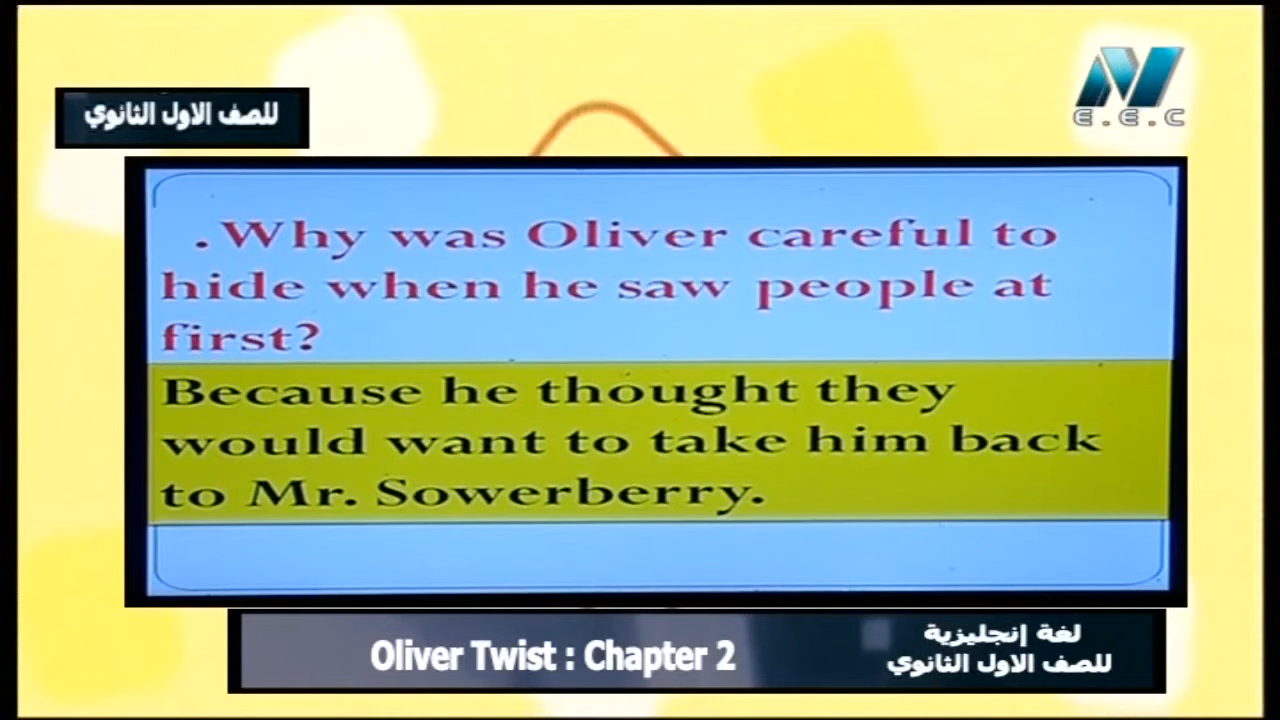 للصف الاول الثانوي
E.E.C
.Why was Oliver careful to
hide when he saw people at
first?
Because he thought they
would want to take him back
to Mr. Sowerberry.
Oliver Twist : Chapter 2
لغة إنجليزية
للصف الاول الثانوي